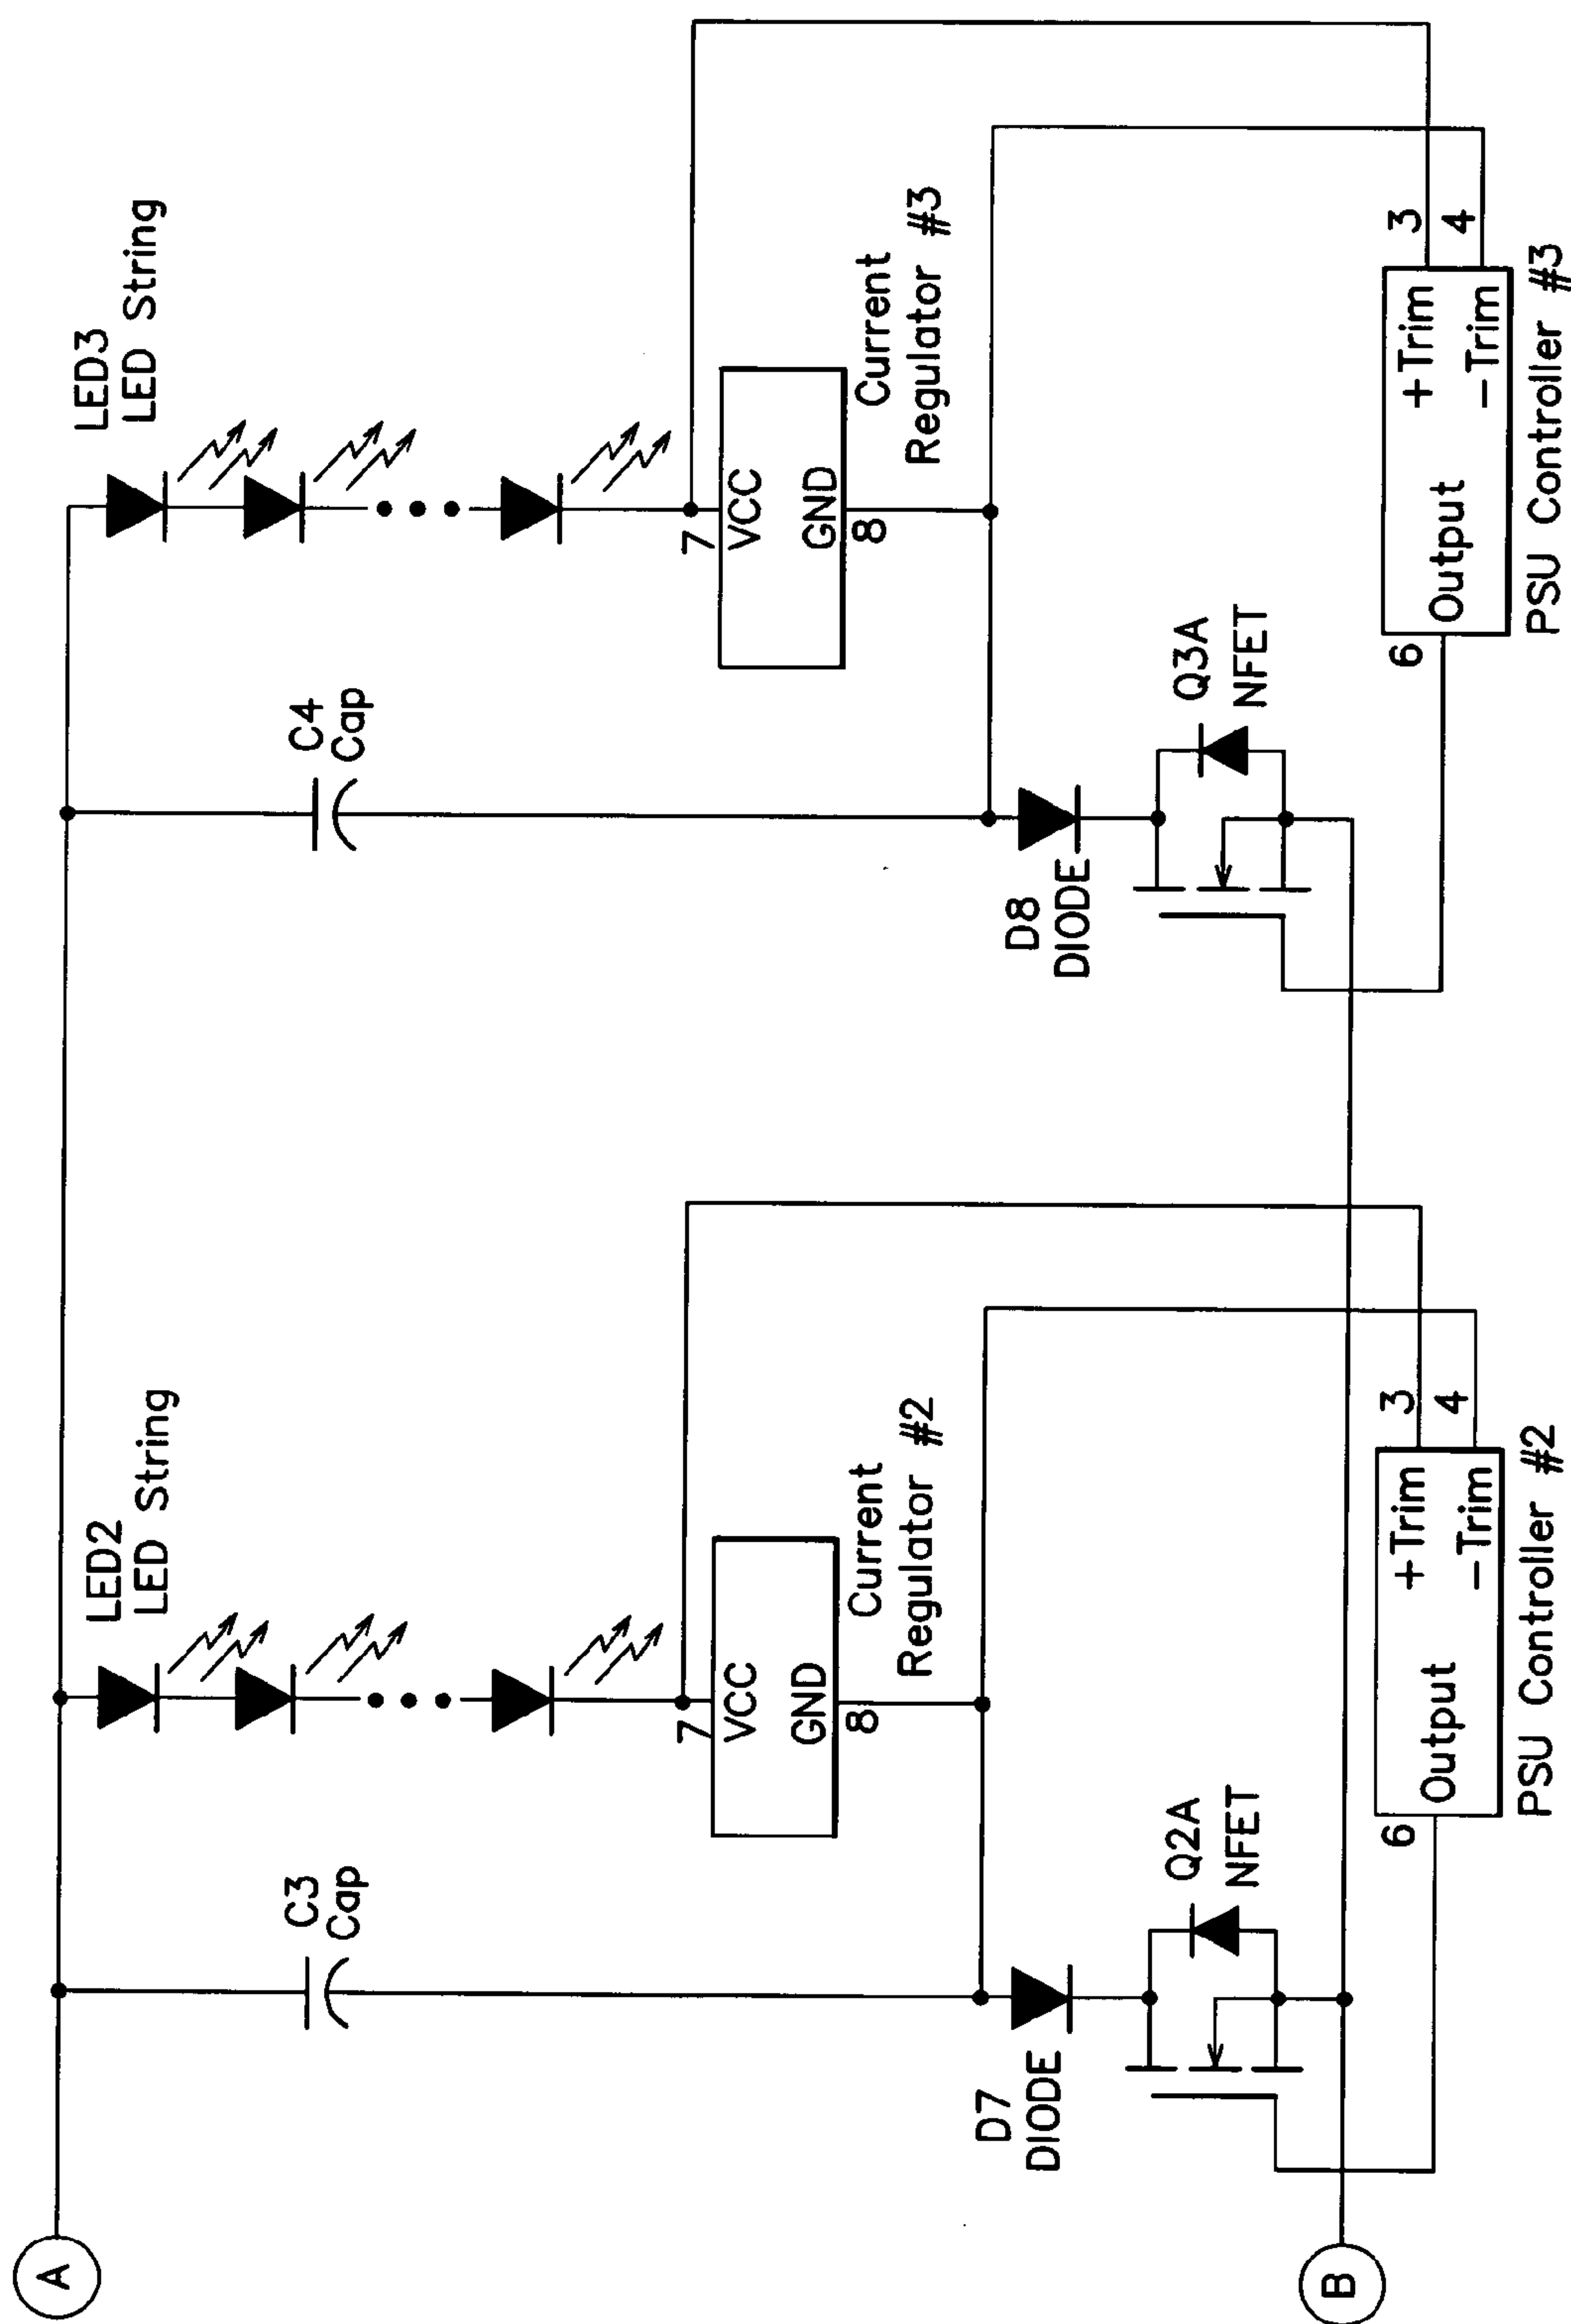 A
C3
Cap
LED2
LED String
7
VCC
GND
8
Current
Regulator #2
D7
DIODE
Q2A
NFET
6
Output
+Trim
-Trim
3
4
PSU Controller #2
B
C4
Cap
LED3
LED String
7
VCC
GND
8
Current
Regulator #3
D8
DIODE
Q3A
NFET
6
Output
+Trim
-Trim
3
4
PSU Controller #3